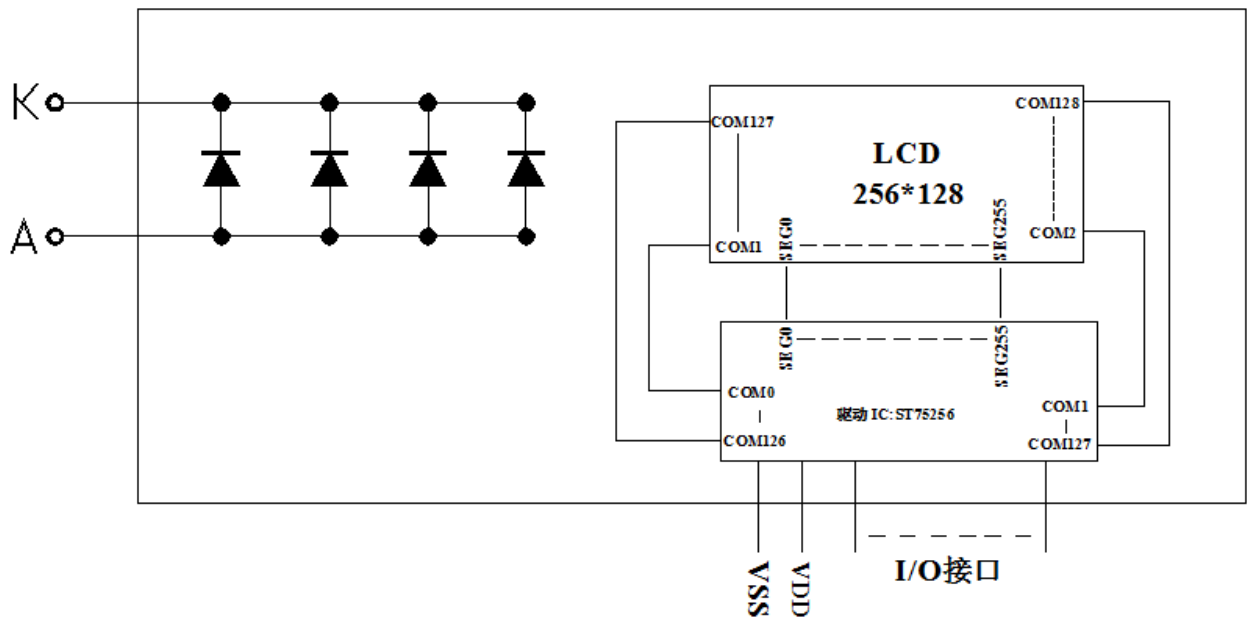 K
A
COM127
COM128
LCD
256*128
COM1
SEG0
SEG255
COM2
SEG0
SEG255
COM0
COM1
驱动 IC:ST75256
COM126
COM127
VSS
VDD
I/O接口